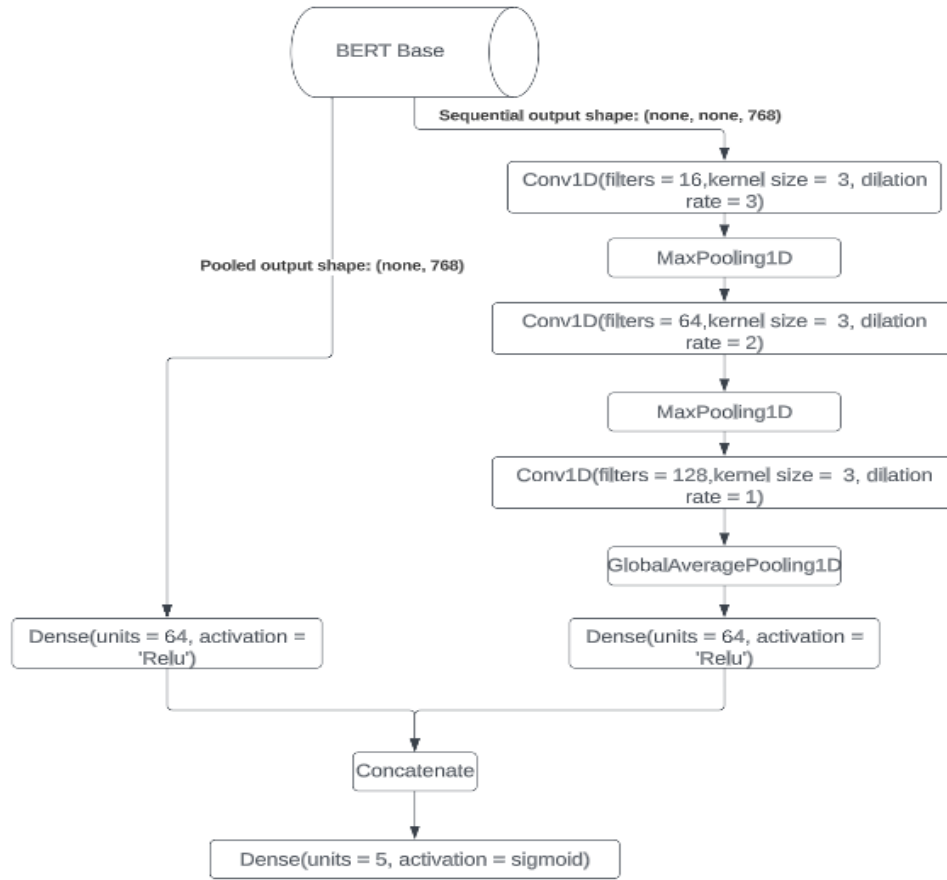 BERT Base
Sequential output shape: (none, none, 768)
Conv1D(filters = 16,kernel size =  3, dilation
rate = 3)
MaxPooling1D
Pooled output shape: (none, 768)
Conv1D(filters = 64,kernel size =  3, dilation
rate = 2)
MaxPooling1D
Conv1D(filters = 128,kernel size =  3, dilation
rate = 1)
GlobalAveragePooling1D
Dense(units = 64, activation =
'Relu')
Dense(units = 64, activation =
'Relu')
Concatenate
Dense(units = 5, activation = sigmoid)